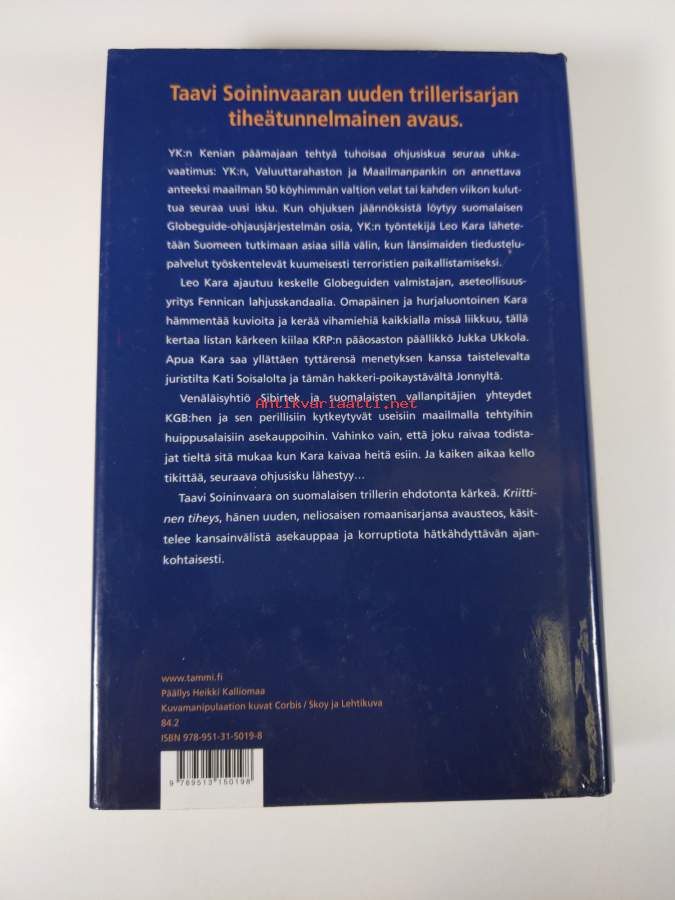 Taavi Soininvaaran uuden trillerisarjan
tiheätunnelmainen avaus.
YK:n Kenian päämajaan tehtyä tuhoisaa ohjusiskua seuraa uhka-
vaatimus: YK:n, Valuuttarahaston ja Maailmanpankin on annettava
anteeksi maailman 50 köyhimmän valtion velat tai kahden viikon kulut-
tua seuraa uusi isku. Kun ohjuksen jäännöksistä löytyy suomalaisen
Globeguide-ohjausjärjestelmän osia, YK:n työntekijä Leo Kara lähete-
tään Suomeen tutkimaan asiaa sillä välin, kun länsimaiden tiedustelu-
palvelut työskentelevät kuumeisesti terroristien paikallistamiseksi.
Leo Kara ajautuu keskelle Globeguiden valmistajan, aseteollisuus-
yritys Fennican lahjusskandaalia. Omapäinen ja hurjaluontoinen Kara
hämmentää kuvioita ja kerää vihamiehiä kaikkialla missä liikkuu, tällä
kertaa listan kärkeen kiilaa KRP:n pääosaston päällikkö Jukka Ukkola.
Apua Kara saa yllättäen tyttärensä menetyksen kanssa taistelevalta
juristilta Kati Soisalolta ja tämän hakkeri-poikaystävältä Jonnyltä.
Venäläisyhtiö Sibirtek ja suomalaisten vallanpitäjien yhteydet
Antikvariaatti.net
KGB:hen ja sen perillisiin kytkeytyvät useisiin maailmalla tehtyihin
huippusalaisiin asekauppoihin. Vahinko vain, että joku raivaa todista-
jat tieltä sitä mukaa kun Kara kaivaa heitä esiin. Ja kaiken aikaa kello
tikittää, seuraava ohjusisku lähestyy...
Taavi Soininvaara on suomalaisen trillerin ehdotonta kärkeä. Kriitti-
nen tiheys, hänen uuden, neliosaisen romaanisarjansa avausteos, käsit-
telee kansainvälistä asekauppaa ja korruptiota hätkähdyttävän ajan-
kohtaisesti.
www.tammi.fi
Päällys Heikki Kalliomaa
Kuvamanipulaation kuvat Corbis / Skoy ja Lehtikuva
84.2
ISBN 978-951-31-5019-8
9 789513 150198